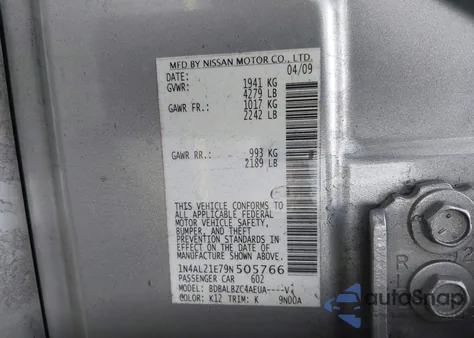 MFD BY NISSAN MOTOR CO., LTD.
DATE: 04/09
GVWR: 1941 KG
4279 LB
GAWR FR.: 1017 KG
2242 LB
GAWR RR.: 993 KG
2189 LB
THIS VEHICLE CONFORMS TO
ALL APPLICABLE FEDERAL
MOTOR VEHICLE SAFETY,
BUMPER, AND THEFT
PREVENTION STANDARDS IN
EFFECT ON THE DATE OF
MANUFACTURE SHOWN ABOVE.
1N4AL21E79N505766
PASSENGER CAR 602
MODEL: BDBALBZC4AEUA----V
COLOR: K12 TRIM: K 9N00A
R
2
AutoSnap